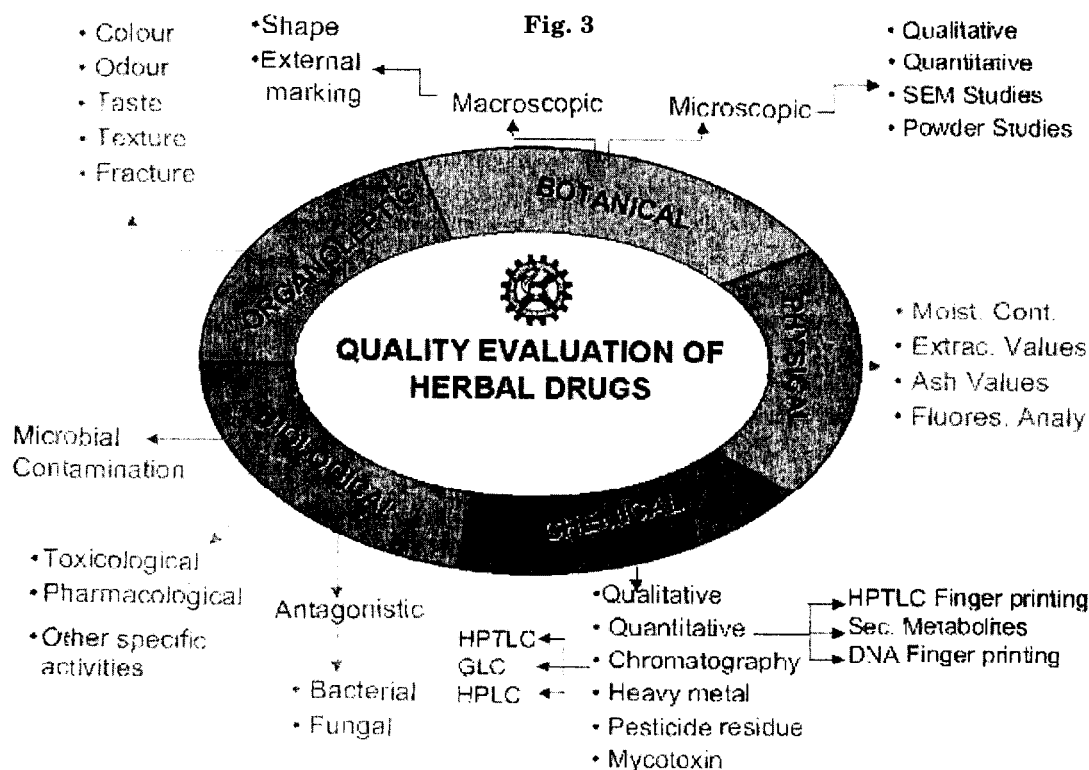 Fig. 3
• Colour
• Odour
• Taste
• Texture
• Fracture
• Shape
• External
marking
Macroscopic
Microscopic
• Qualitative
• Quantitative
• SEM Studies
• Powder Studies
ORGANOLEPTIC
BOTANICAL
PHYSICAL
QUALITY EVALUATION OF
HERBAL DRUGS
• Moist. Cont.
• Extrac. Values
• Ash Values
• Fluores. Analy
BIOLOGICAL
CHEMICAL
Microbial
Contamination
• Toxicological
• Pharmacological
• Other specific
activities
Antagonistic
• Bacterial
• Fungal
• Qualitative
• Quantitative
• Chromatography
• Heavy metal
• Pesticide residue
• Mycotoxin
HPTLC
GLC
HPLC
HPTLC Finger printing
Sec. Metabolites
DNA Finger printing